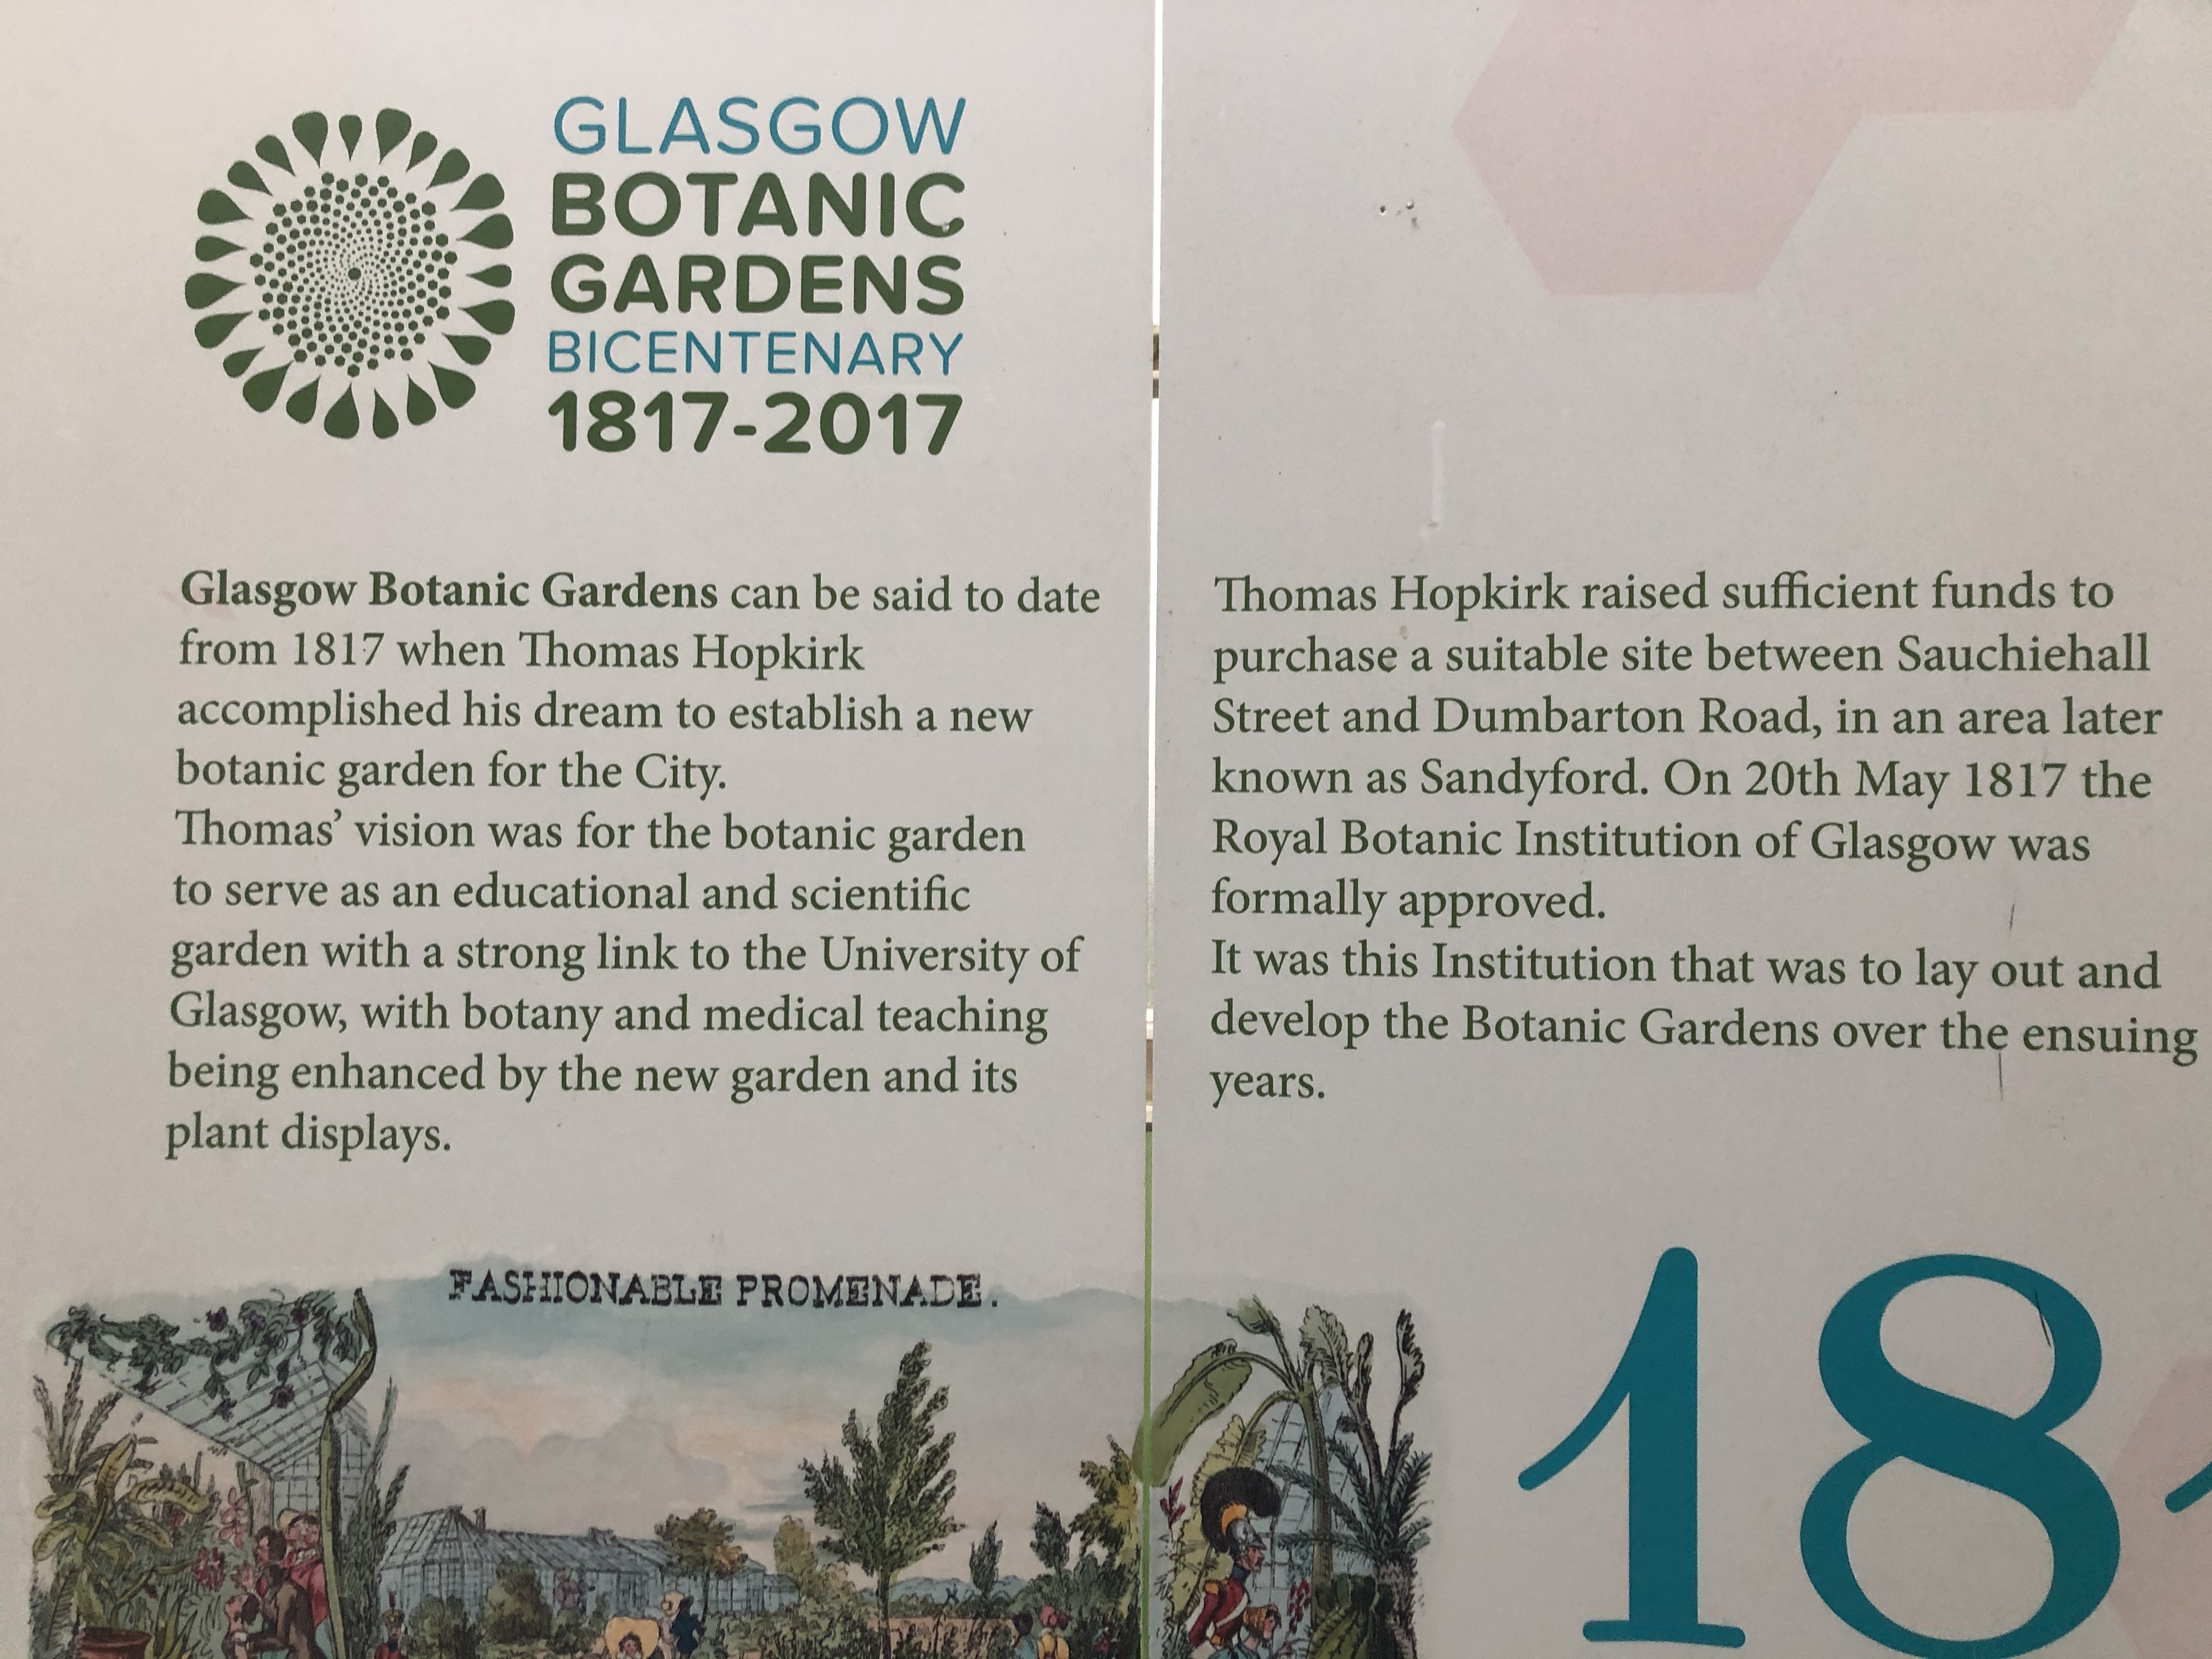 GLASGOW
BOTANIC
GARDENS
BICENTENARY
1817-2017
Glasgow Botanic Gardens can be said to date
from 1817 when Thomas Hopkirk
accomplished his dream to establish a new
botanic garden for the City.
Thomas’ vision was for the botanic garden
to serve as an educational and scientific
garden with a strong link to the University of
Glasgow, with botany and medical teaching
being enhanced by the new garden and its
plant displays.
Thomas Hopkirk raised sufficient funds to
purchase a suitable site between Sauchiehall
Street and Dumbarton Road, in an area later
known as Sandyford. On 20th May 1817 the
Royal Botanic Institution of Glasgow was
formally approved.
It was this Institution that was to lay out and
develop the Botanic Gardens over the ensuing
years.
FASHIONABLE PROMENADE.
18